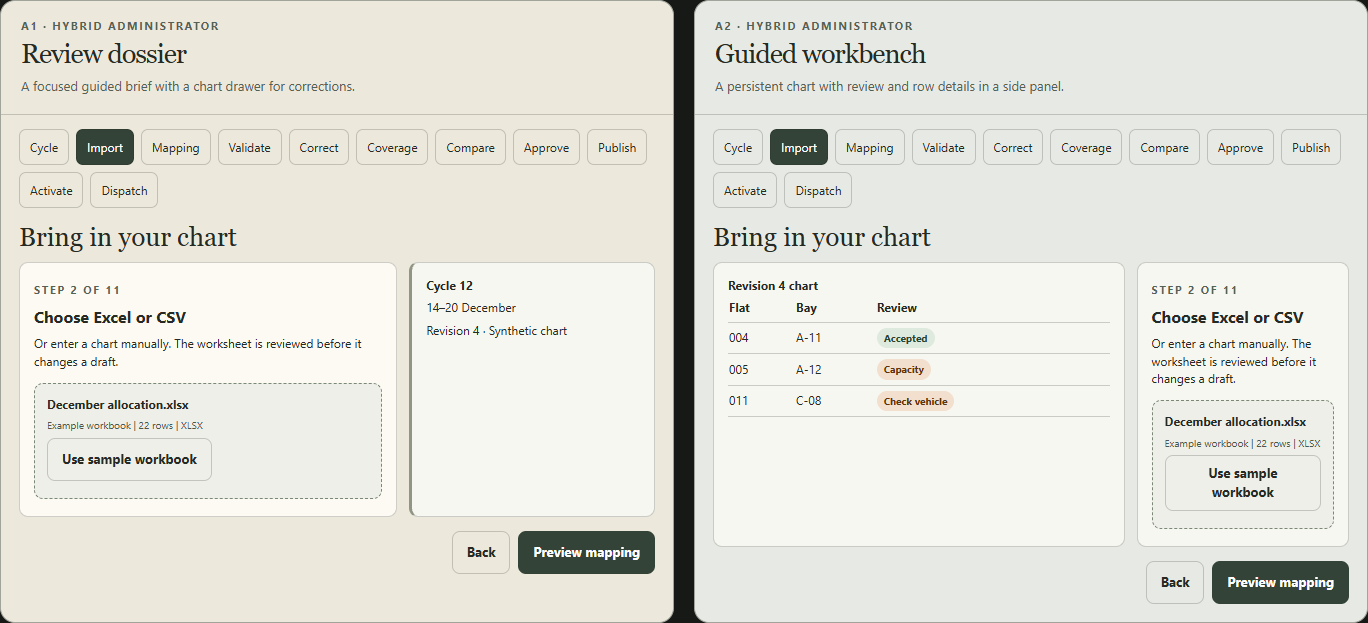 A1 · HYBRID ADMINISTRATOR
Review dossier
A focused guided brief with a chart drawer for corrections.
Cycle Import Mapping Validate Correct Coverage Compare Approve Publish
Activate Dispatch
Bring in your chart
STEP 2 OF 11
Choose Excel or CSV
Or enter a chart manually. The worksheet is reviewed before it
changes a draft.
December allocation.xlsx
Example workbook | 22 rows | XLSX
Use sample workbook
Cycle 12
14–20 December
Revision 4 · Synthetic chart
Back Preview mapping
A2 · HYBRID ADMINISTRATOR
Guided workbench
A persistent chart with review and row details in a side panel.
Cycle Import Mapping Validate Correct Coverage Compare Approve Publish
Activate Dispatch
Bring in your chart
Revision 4 chart
Flat Bay Review
004 A-11 Accepted
005 A-12 Capacity
011 C-08 Check vehicle
STEP 2 OF 11
Choose Excel or CSV
Or enter a chart manually. The
worksheet is reviewed before it
changes a draft.
December allocation.xlsx
Example workbook | 22 rows | XLSX
Use sample
workbook
Back Preview mapping